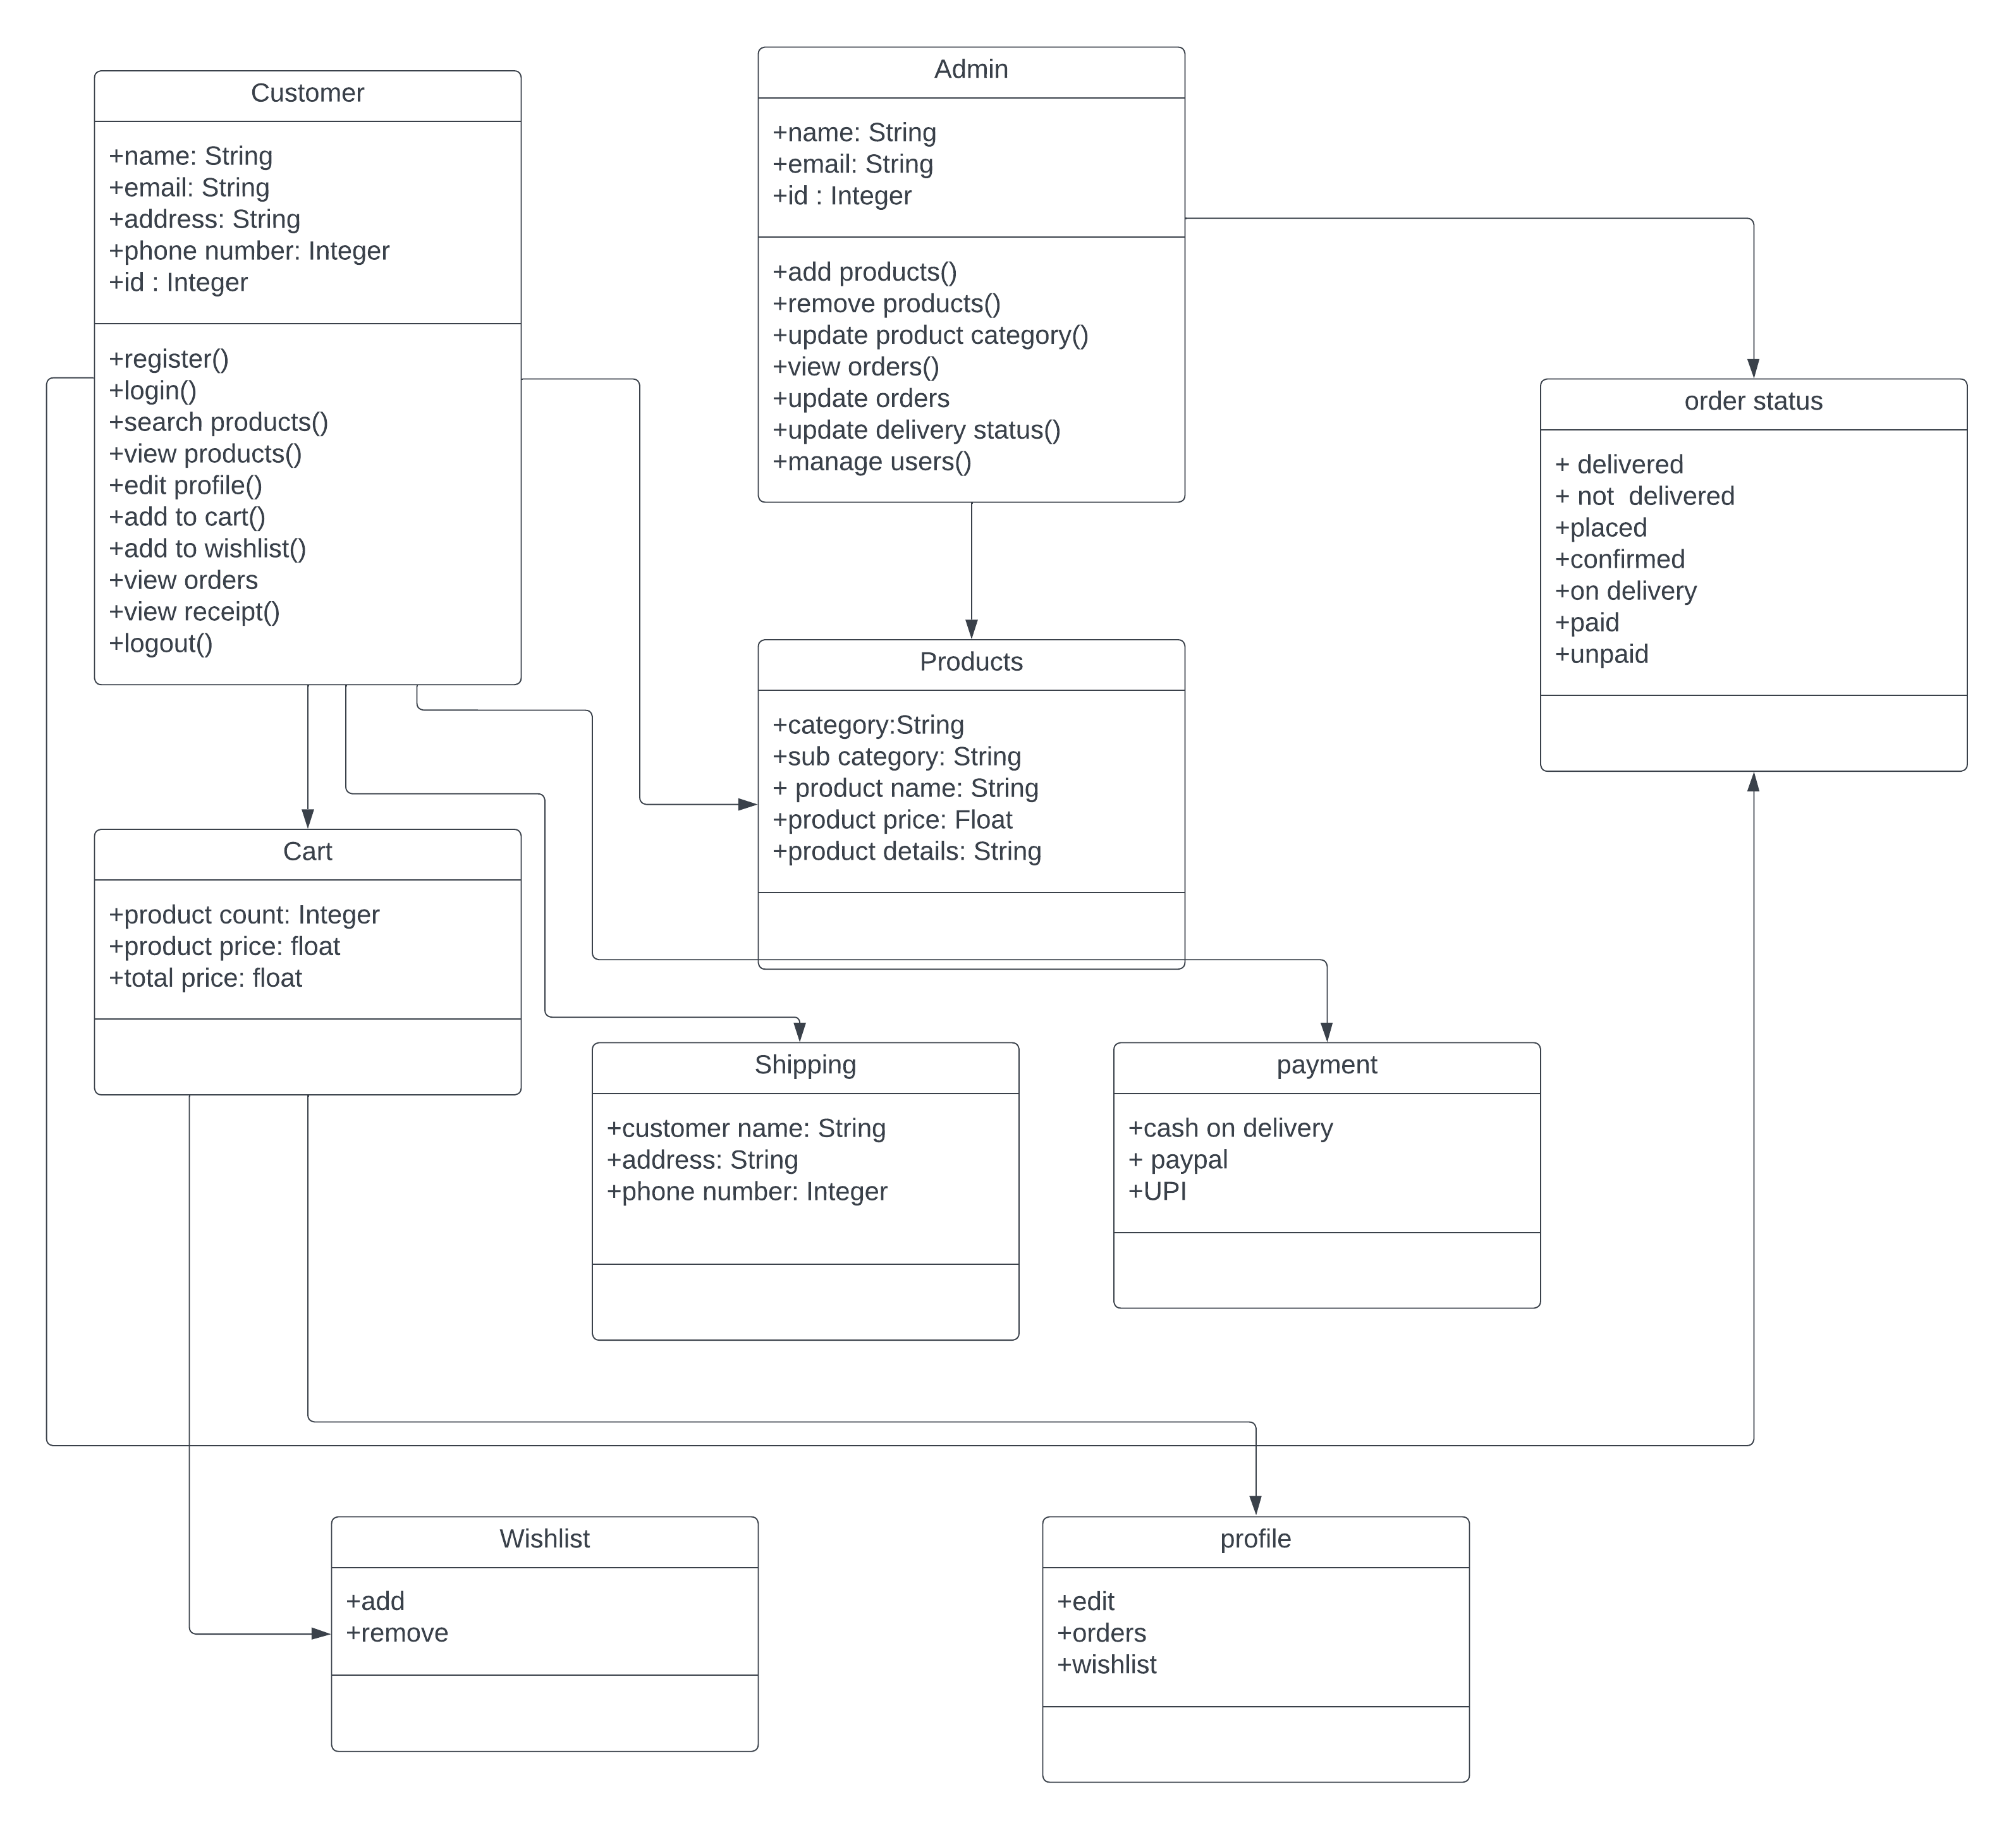 Customer
+name: String
+email: String
+address: String
+phone number: Integer
+id : Integer
+register()
+login()
+search products()
+view products()
+edit profile()
+add to cart()
+add to wishlist()
+view orders
+view receipt()
+logout()
Admin
+name: String
+email: String
+id : Integer
+add products()
+remove products()
+update product category()
+view orders()
+update orders
+update delivery status()
+manage users()
order status
+ delivered
+ not  delivered
+placed
+confirmed
+on delivery
+paid
+unpaid
Products
+category:String
+sub category: String
+ product name: String
+product price: Float
+product details: String
Cart
+product count: Integer
+product price: float
+total price: float
Shipping
+customer name: String
+address: String
+phone number: Integer
payment
+cash on delivery
+ paypal
+UPI
Wishlist
+add
+remove
profile
+edit
+orders
+wishlist